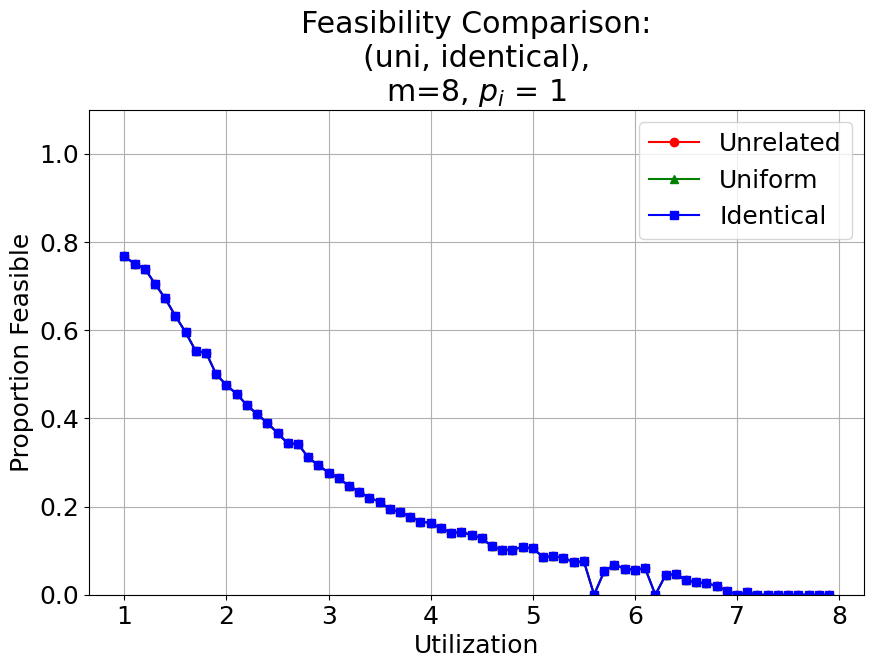 Feasibility Comparison:
(uni, identical),
m=8, $p_i$ = 1
Unrelated
Uniform
Identical
Proportion Feasible
1.0
0.8
0.6
0.4
0.2
0.0
1 2 3 4 5 6 7 8
Utilization